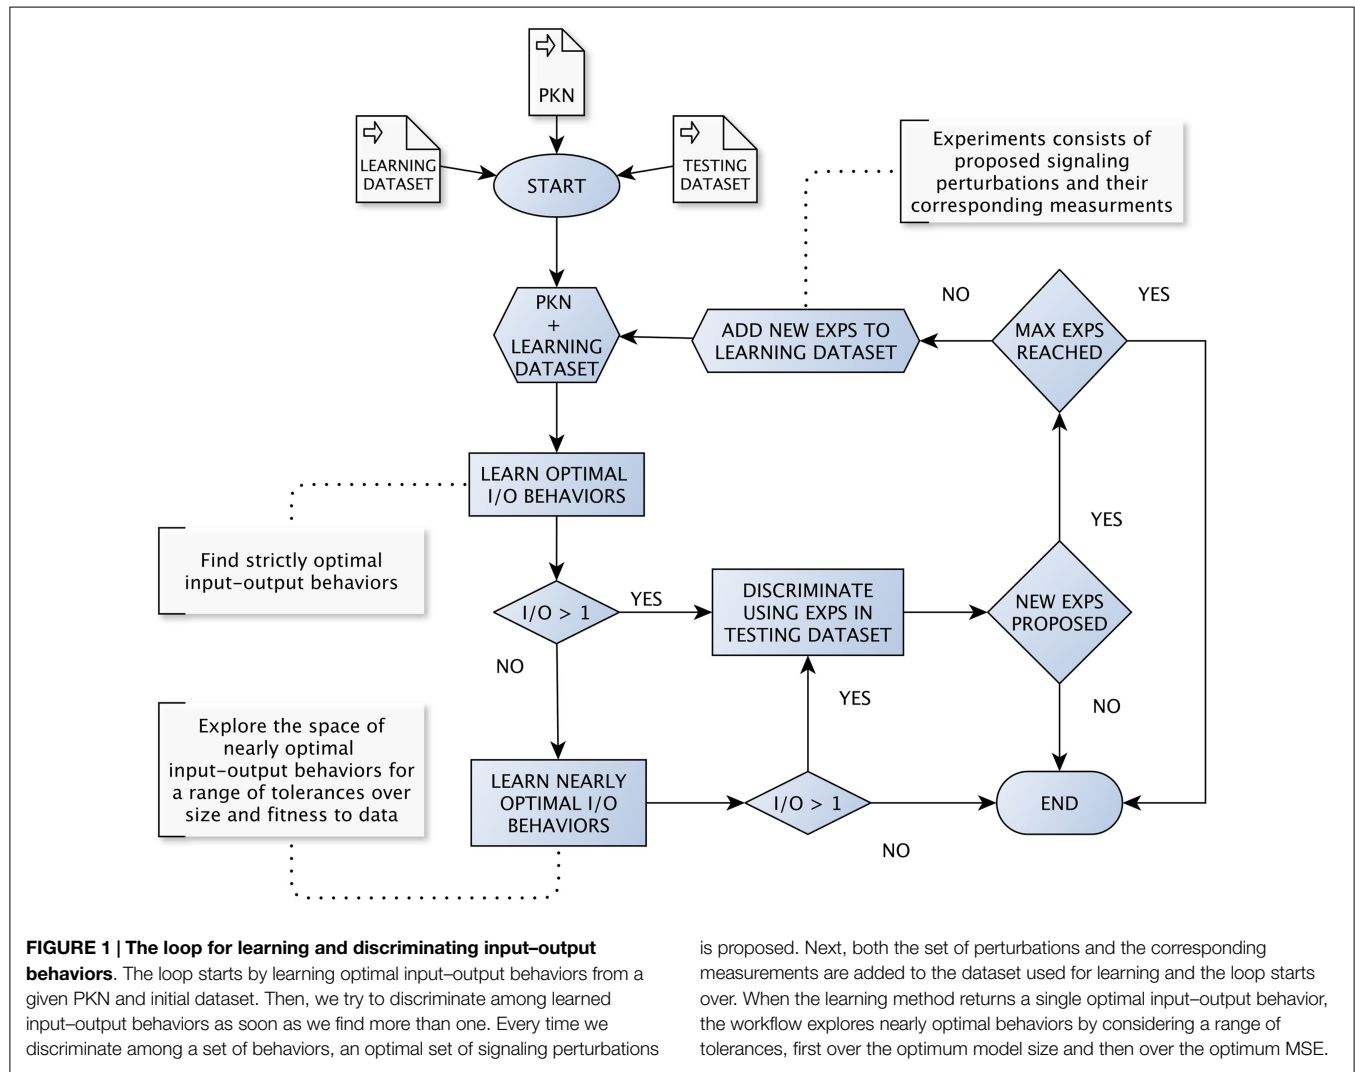 PKN
LEARNING
DATASET
TESTING
DATASET
START
Experiments consists of
proposed signaling
perturbations and their
corresponding measurments
PKN
+
LEARNING
DATASET
ADD NEW EXPS TO
LEARNING DATASET
NO
MAX EXPS
REACHED
YES
LEARN OPTIMAL
I/O BEHAVIORS
YES
Find strictly optimal
input–output behaviors
I/O > 1
YES
DISCRIMINATE
USING EXPS IN
TESTING DATASET
NEW EXPS
PROPOSED
NO
YES
NO
Explore the space of
nearly optimal
input–output behaviors for
a range of tolerances over
size and fitness to data
LEARN NEARLY
OPTIMAL I/O
BEHAVIORS
I/O > 1
NO
END
FIGURE 1 | The loop for learning and discriminating input–output
behaviors. The loop starts by learning optimal input–output behaviors from a
given PKN and initial dataset. Then, we try to discriminate among learned
input–output behaviors as soon as we find more than one. Every time we
discriminate among a set of behaviors, an optimal set of signaling perturbations
is proposed. Next, both the set of perturbations and the corresponding
measurements are added to the dataset used for learning and the loop starts
over. When the learning method returns a single optimal input–output behavior,
the workflow explores nearly optimal behaviors by considering a range of
tolerances, first over the optimum model size and then over the optimum MSE.